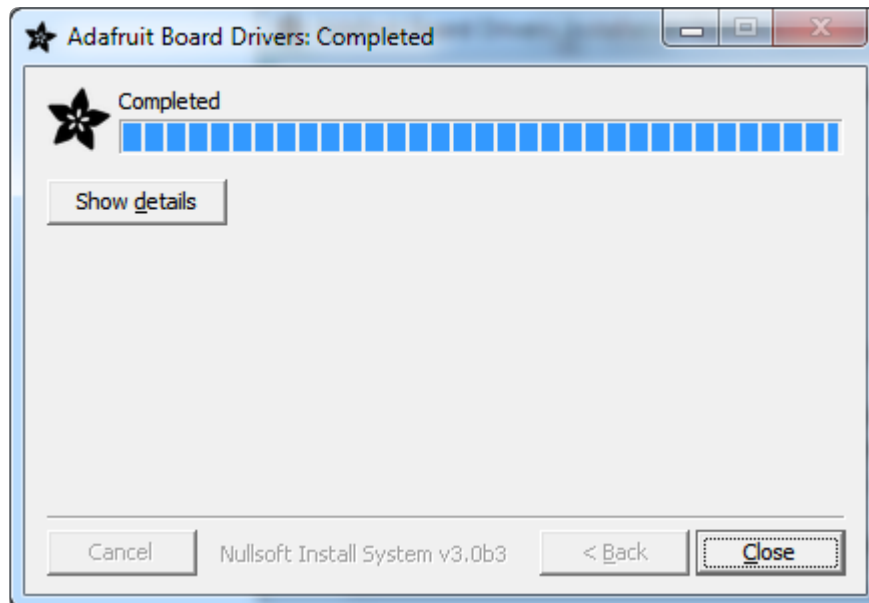 Adafruit Board Drivers: Completed
Completed
Show details
Cancel
Nullsoft Install System v3.0b3
< Back
Close